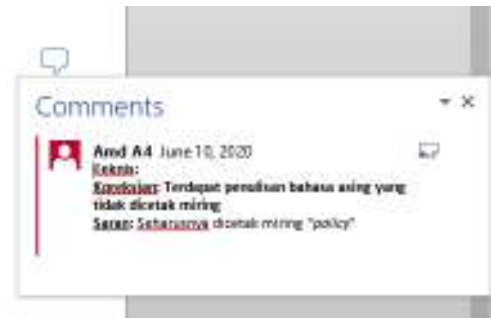 Comments
Amd A4 June 10, 2020
Teknis:
Kesalahan: Terdapat penulisan bahasa asing yang
tidak dicetak miring
Saran: Seharusnya dicetak miring "policy"